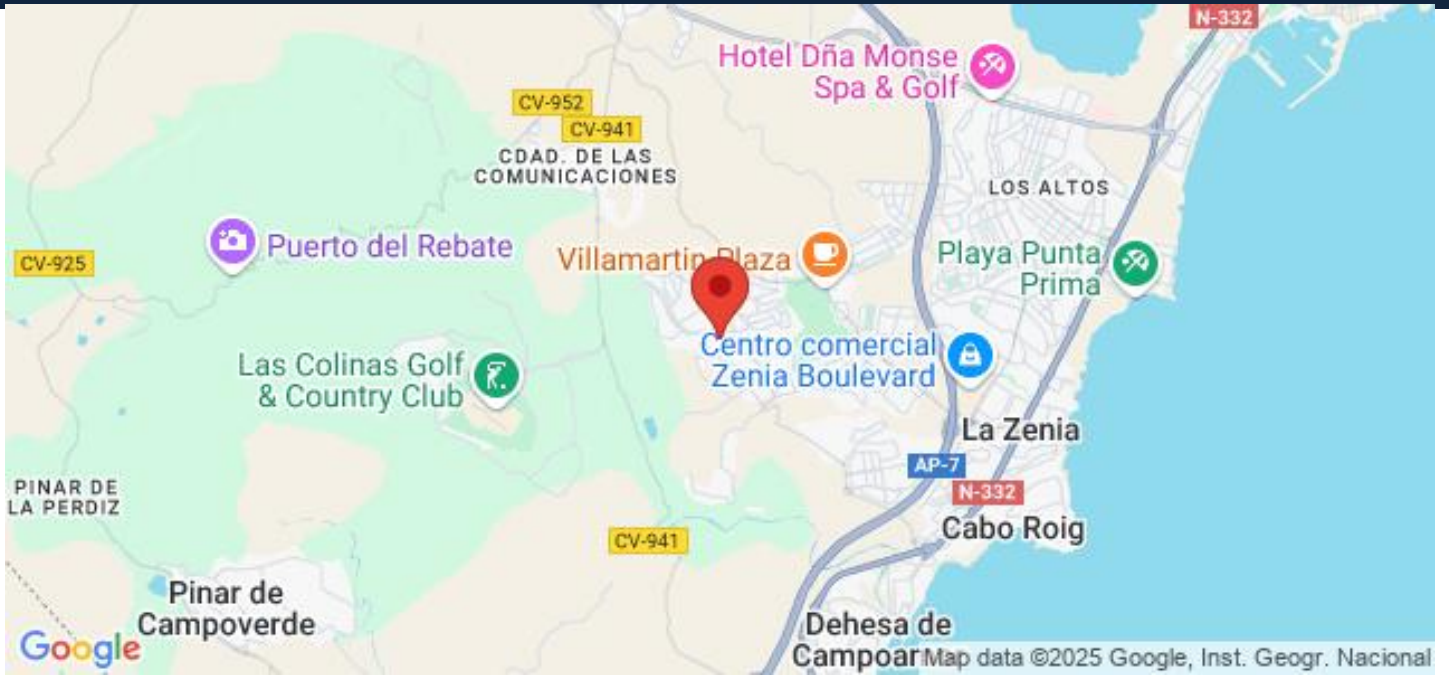 N-332
Hotel Dña Monse
Spa & Golf
CV-952
CV-941
CDAD. DE LAS
COMUNICACIONES
LOS ALTOS
Puerto del Rebate
CV-925
Villamartin Plaza
Playa Punta
Prima
Centro comercial
Zenia Boulevard
Las Colinas Golf
& Country Club
La Zenia
AP-7
N-332
PINAR DE
LA PERDIZ
Cabo Roig
CV-941
Pinar de
Campoverde
Dehesa de
Google
Map data ©2025 Google, Inst. Geogr. Nacional